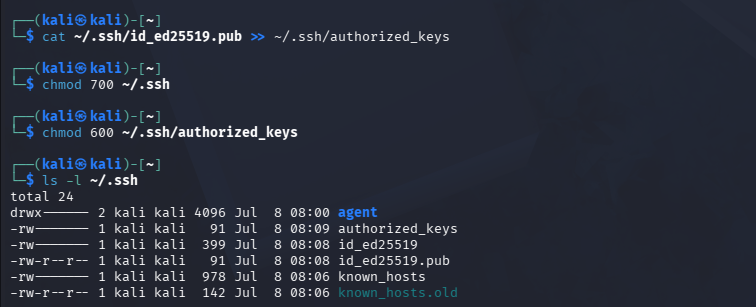 ┌──(kali㉿kali)-[~]
└─$ cat ~/.ssh/id_ed25519.pub >> ~/.ssh/authorized_keys
┌──(kali㉿kali)-[~]
└─$ chmod 700 ~/.ssh
┌──(kali㉿kali)-[~]
└─$ chmod 600 ~/.ssh/authorized_keys
┌──(kali㉿kali)-[~]
└─$ ls -l ~/.ssh
total 24
drwx------ 2 kali kali 4096 Jul  8 08:00 agent
-rw------- 1 kali kali   91 Jul  8 08:09 authorized_keys
-rw------- 1 kali kali  399 Jul  8 08:08 id_ed25519
-rw-r--r-- 1 kali kali   91 Jul  8 08:08 id_ed25519.pub
-rw------- 1 kali kali  978 Jul  8 08:06 known_hosts
-rw-r--r-- 1 kali kali  142 Jul  8 08:06 known_hosts.old